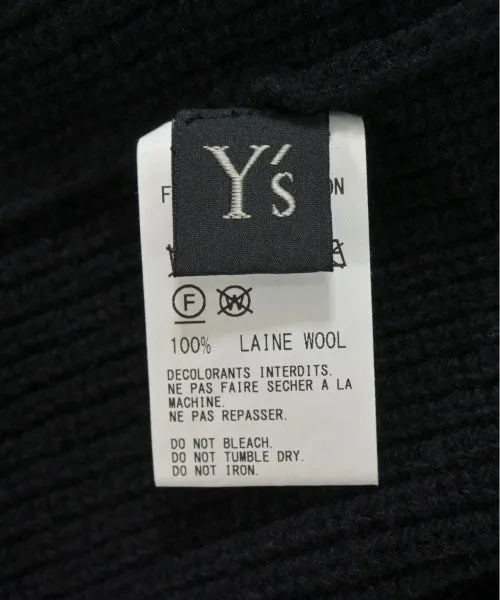 Y's
F
ON
F W
100% LAINE WOOL
DECOLORANTS INTERDITS.
NE PAS FAIRE SECHER A LA
MACHINE.
NE PAS REPASSER.
DO NOT BLEACH.
DO NOT TUMBLE DRY.
DO NOT IRON.